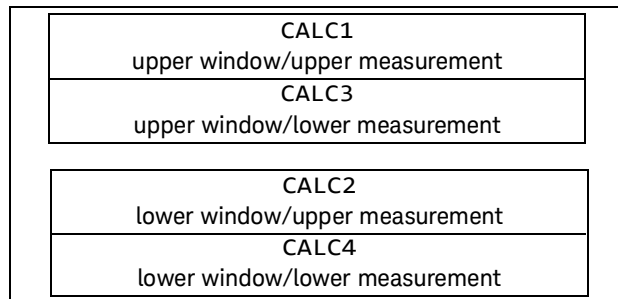 CALC1
upper window/upper measurement
CALC3
upper window/lower measurement
CALC2
lower window/upper measurement
CALC4
lower window/lower measurement